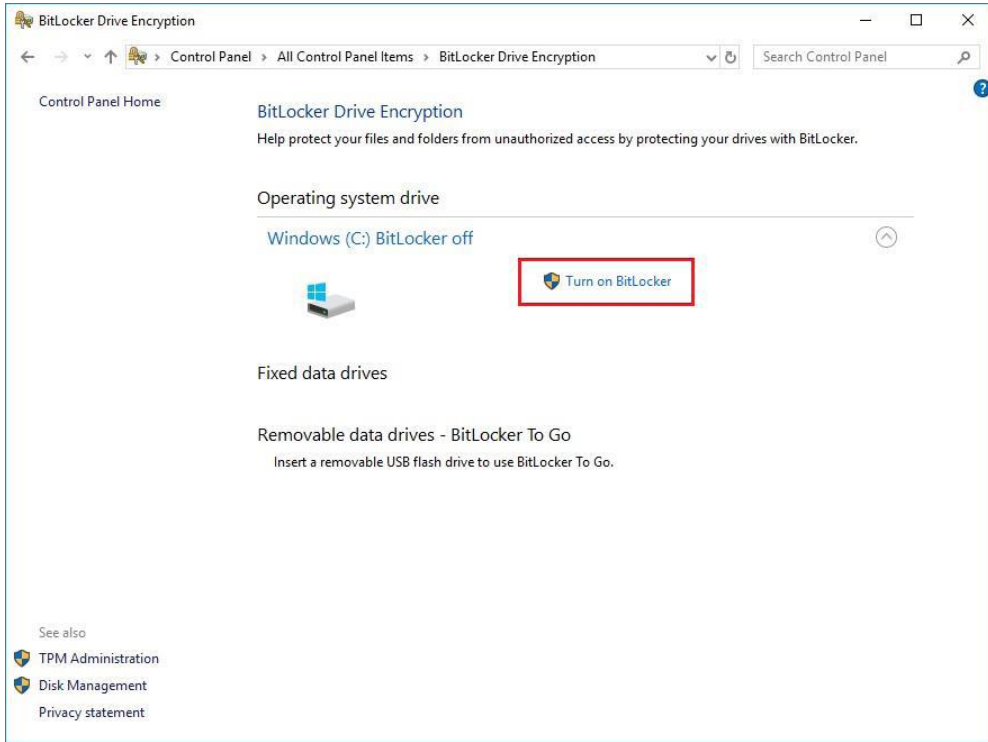 BitLocker Drive Encryption
Control Panel > All Control Panel Items > BitLocker Drive Encryption
Search Control Panel
?
Control Panel Home
BitLocker Drive Encryption
Help protect your files and folders from unauthorized access by protecting your drives with BitLocker.
Operating system drive
Windows (C:) BitLocker off
Turn on BitLocker
Fixed data drives
Removable data drives - BitLocker To Go
Insert a removable USB flash drive to use BitLocker To Go.
See also
TPM Administration
Disk Management
Privacy statement